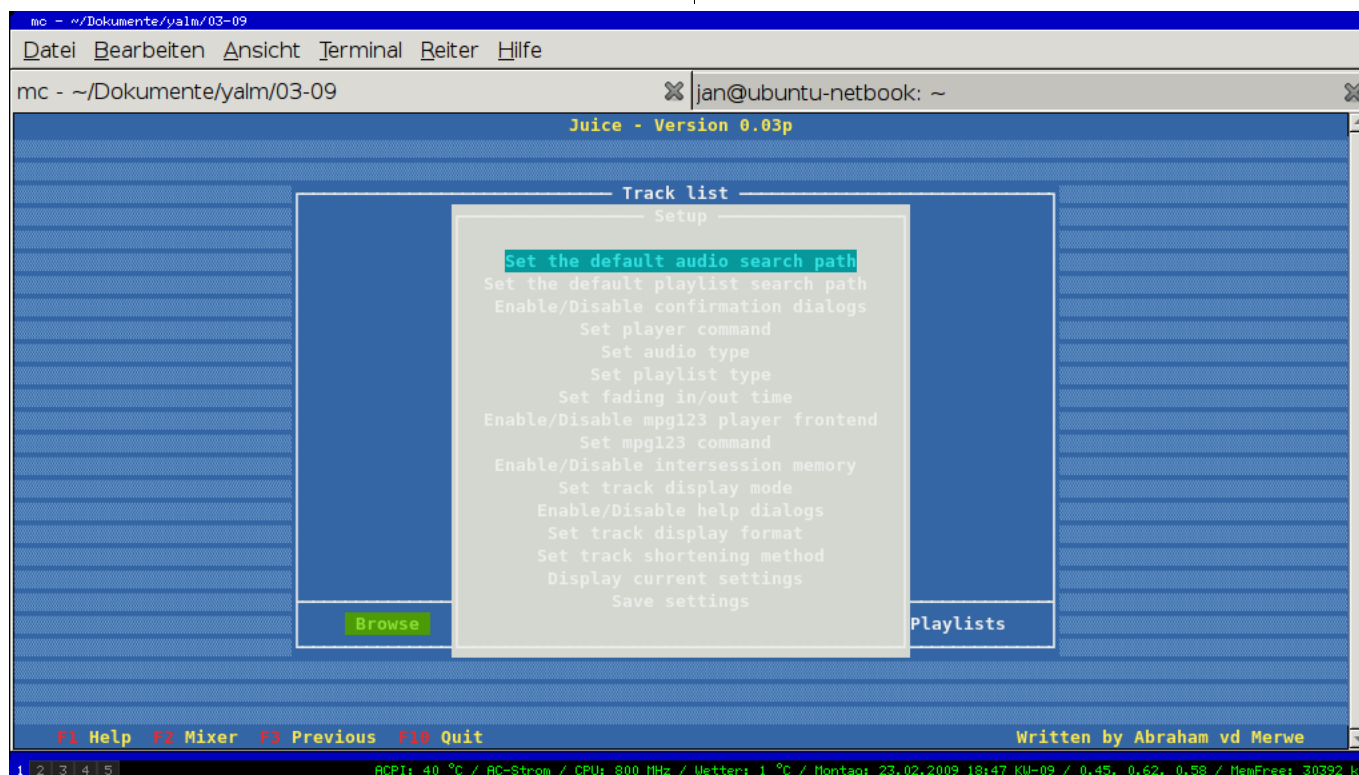 mc - ~/Dokumente/yalm/03-09
Datei Bearbeiten Ansicht Terminal Reiter Hilfe
mc - ~/Dokumente/yalm/03-09
jan@ubuntu-netbook: ~
Juice - Version 0.03p
Track list
Setup
Set the default audio search path
Set the default playlist search path
Enable/Disable confirmation dialogs
Set player command
Set audio type
Set playlist type
Set fading in/out time
Enable/Disable mpg123 player frontend
Set mpg123 command
Enable/Disable intersession memory
Set track display mode
Enable/Disable help dialogs
Set track display format
Set track shortening method
Display current settings
Save settings
Browse Playlists
F1 Help F2 Mixer F3 Previous F10 Quit Written by Abraham vd Merwe
1 2 3 4 5 ACPI: 40 °C / AC-Strom / CPU: 800 MHz / Wetter: 1 °C / Montag: 23.02.2009 18:47 KW-09 / 0.45, 0.62, 0.58 / MemFree: 30392 k